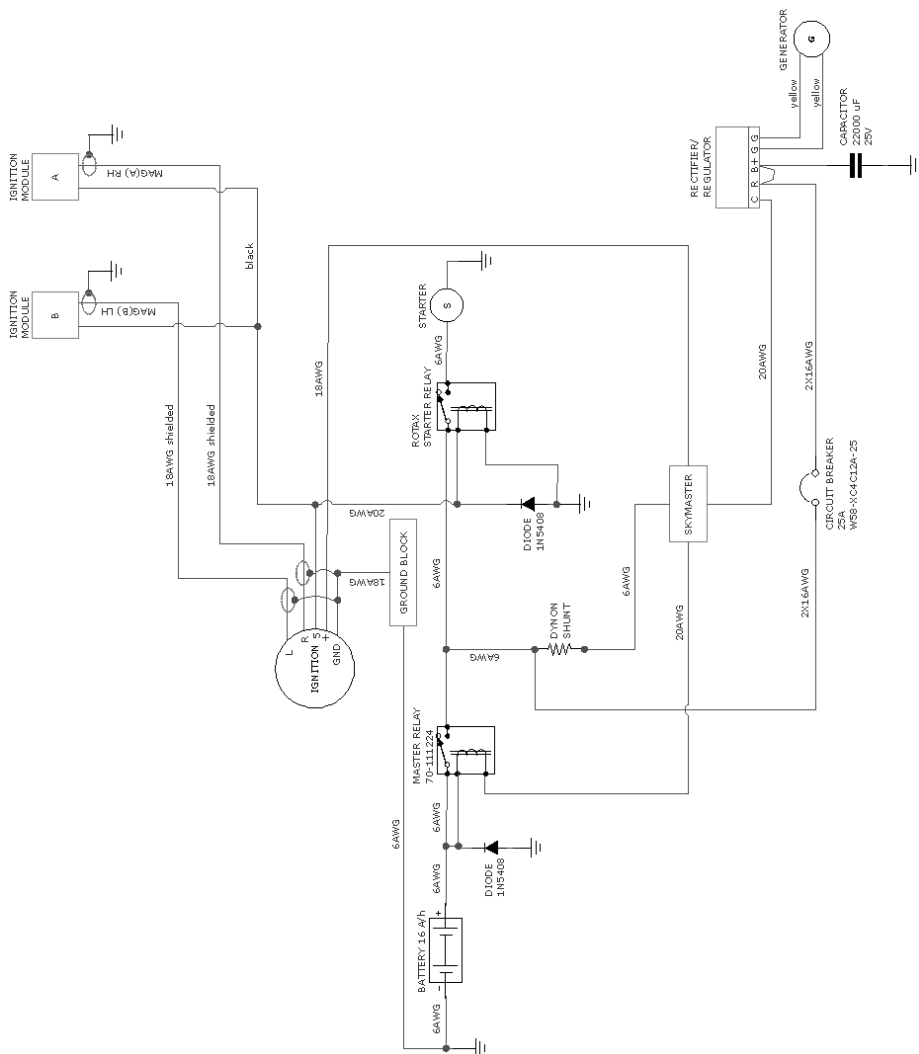 IGNITION
MODULE
A
MAG(A) RH
IGNITION
MODULE
B
MAG(B) LH
black
18AWG shielded
18AWG shielded
18AWG
GENERATOR
G
yellow
yellow
RECTIFIER/
REGULATOR
C R B+ G G
CAPACITOR
22000 uF
25V
STARTER
S
6AWG
ROTAX
STARTER RELAY
20AWG
DIODE
1N5408
20AWG
2X16AWG
SKYMASTER
CIRCUIT BREAKER
25A
W58-XC4C12A-25
2X16AWG
IGNITION
L
R
5
+
GND
18AWG
GROUND BLOCK
6AWG
6AWG
DYNON
SHUNT
6AWG
20AWG
MASTER RELAY
70-111224
6AWG
6AWG
6AWG
DIODE
1N5408
BATTERY 16 A/h
+
-
6AWG